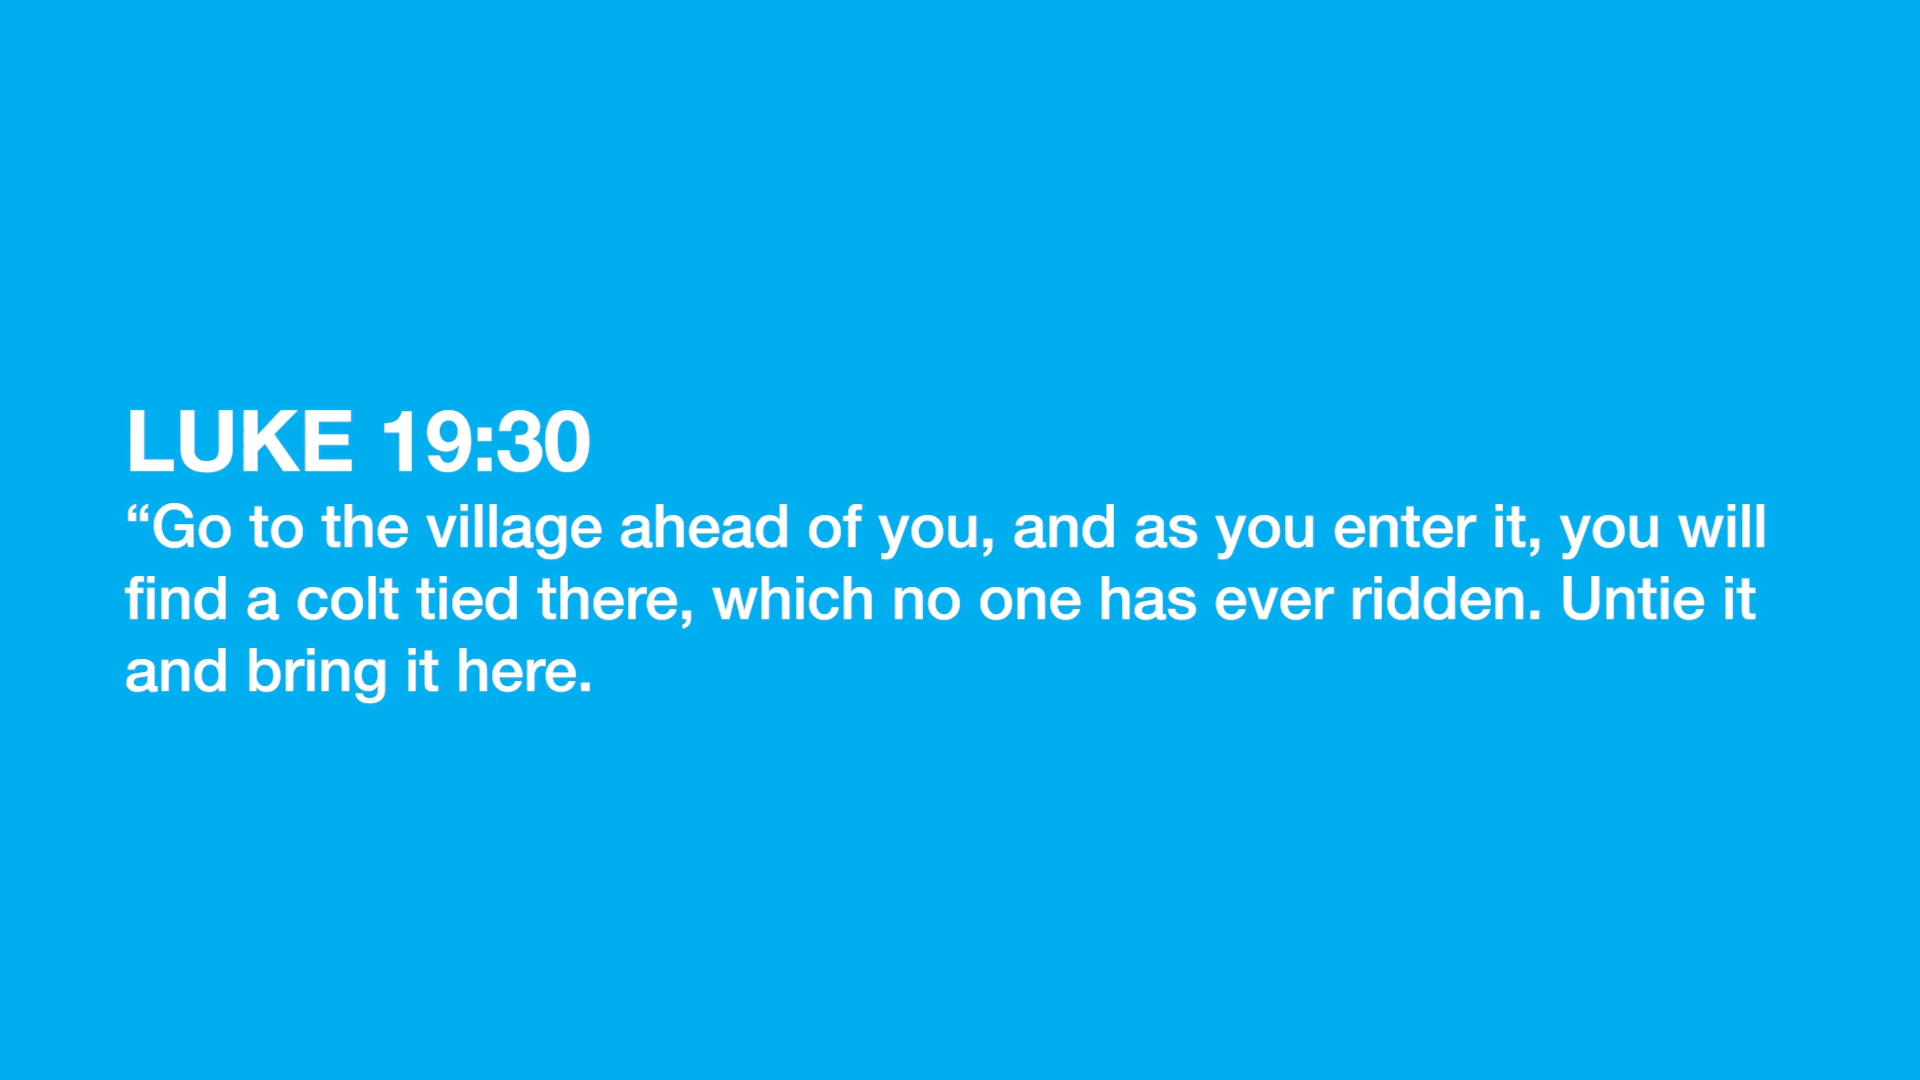 LUKE 19:30
“Go to the village ahead of you, and as you enter it, you will
find a colt tied there, which no one has ever ridden. Untie it
and bring it here.